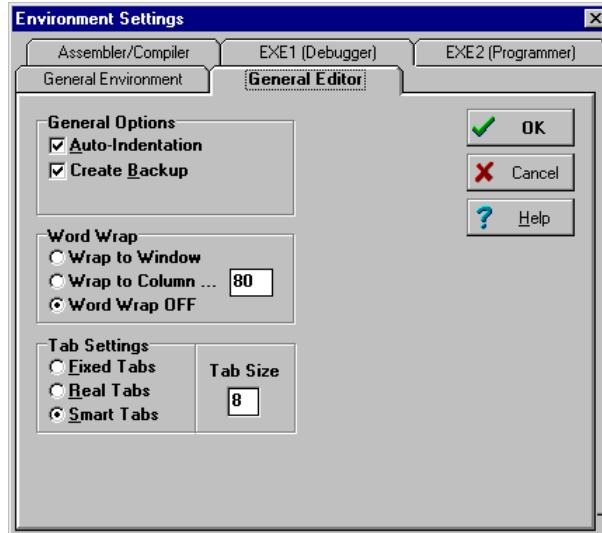 Environment Settings
Assembler/Compiler
EXE1 (Debugger)
EXE2 (Programmer)
General Environment
General Editor
General Options
Auto-Indentation
Create Backup
Word Wrap
Wrap to Window
Wrap to Column ... 80
Word Wrap OFF
Tab Settings
Fixed Tabs
Real Tabs
Smart Tabs
Tab Size
8
OK
Cancel
Help